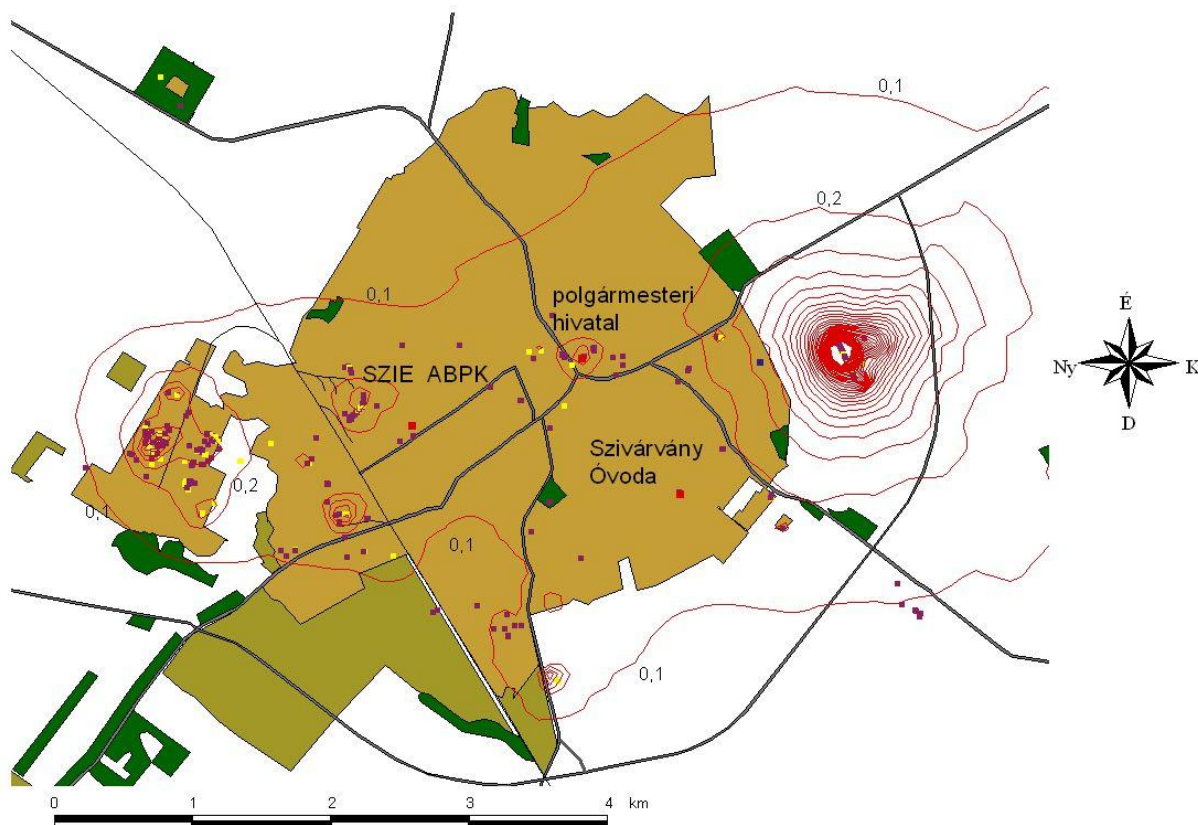 0,1
0,2
0,1
polgármesteri
hivatal
É
Ny
K
D
SZIE ABPK
Szivárvány
Óvoda
0,2
0,1
0,1
0,1
0 1 2 3 4 km